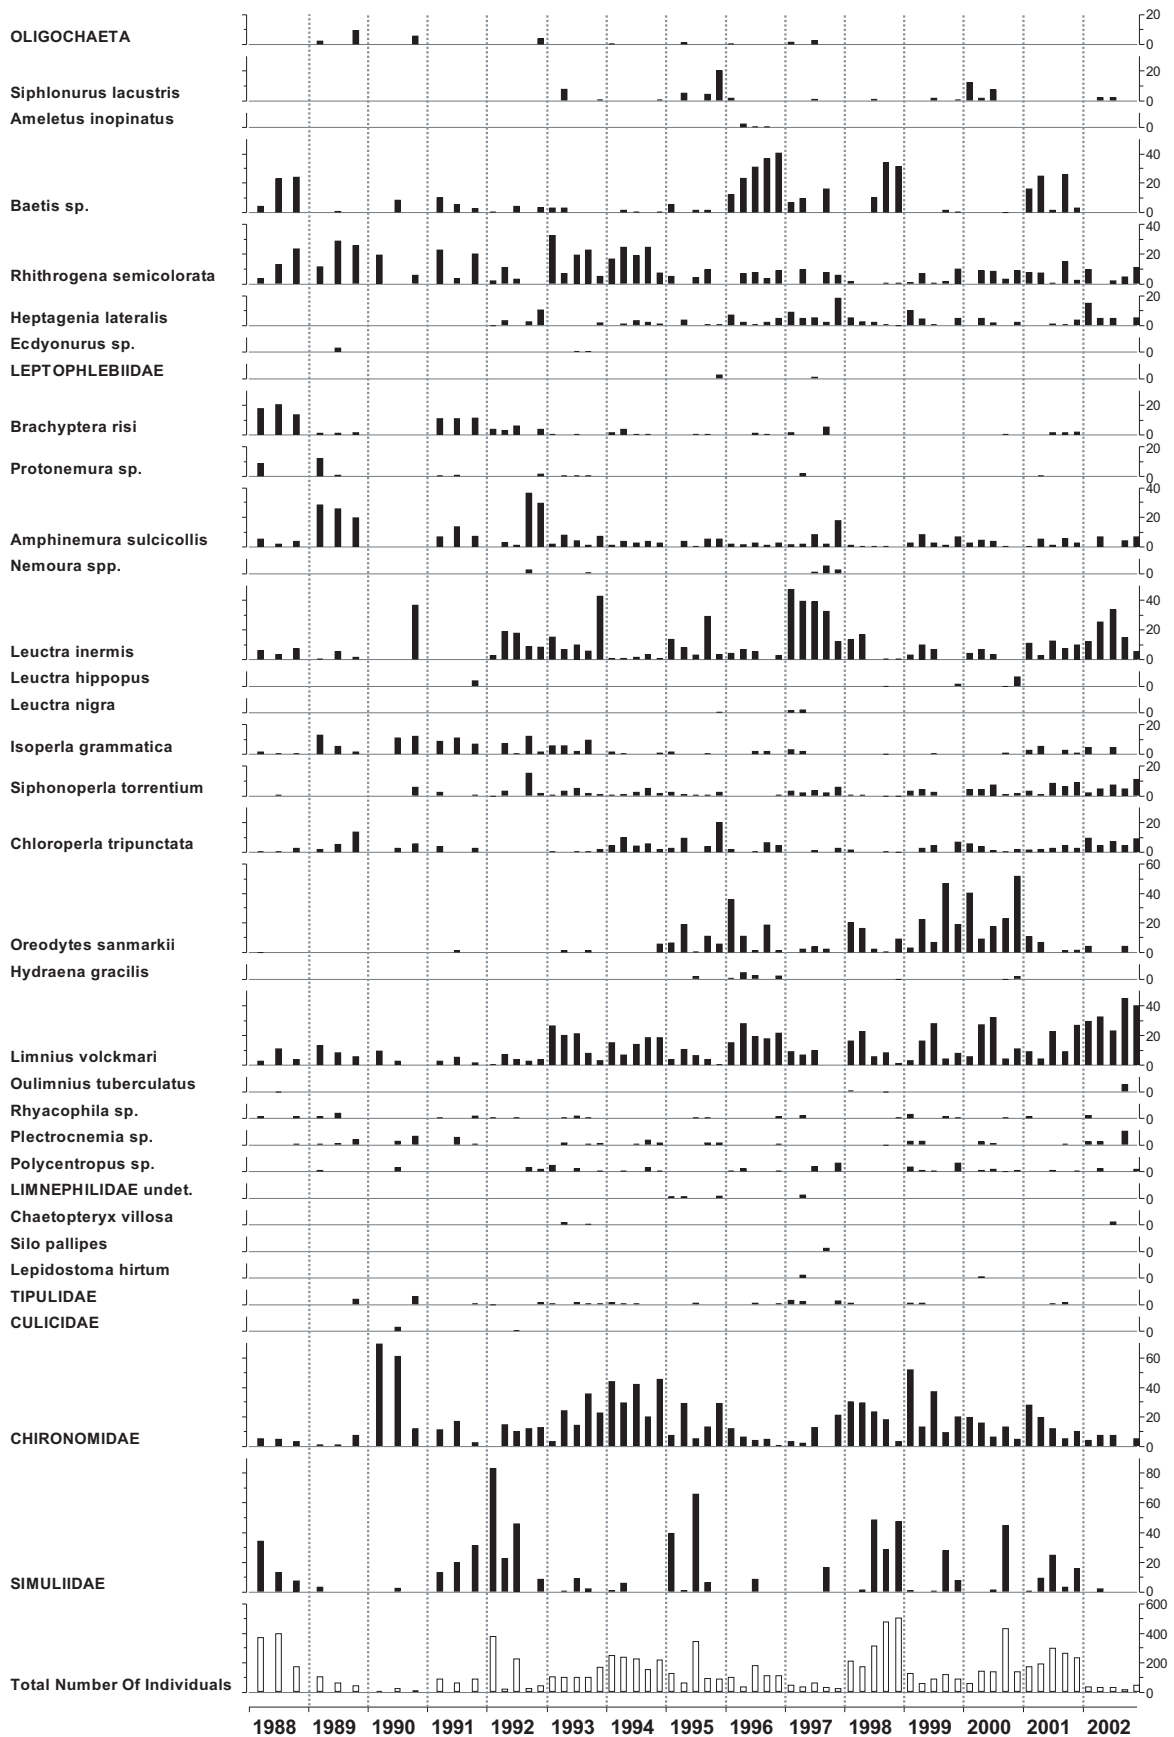 20
OLIGOCHAETA
0
20
Siphlonurus lacustris
0
Ameletus inopinatus
0
40
20
Baetis sp.
0
40
20
Rhithrogena semicolorata
0
20
Heptagenia lateralis
0
Ecdyonurus sp.
0
LEPTOPHLEBIIDAE
0
20
Brachyptera risi
0
20
Protonemura sp.
0
40
20
Amphinemura sulcicollis
0
Nemoura spp.
0
40
20
Leuctra inermis
0
Leuctra hippopus
0
Leuctra nigra
0
20
Isoperla grammatica
0
20
Siphonoperla torrentium
0
20
Chloroperla tripunctata
0
60
40
20
Oreodytes sanmarkii
0
Hydraena gracilis
0
40
20
Limnius volckmari
0
Oulimnius tuberculatus
0
Rhyacophila sp.
0
Plectrocnemia sp.
0
Polycentropus sp.
0
LIMNEPHILIDAE undet.
0
Chaetopteryx villosa
0
Silo pallipes
0
Lepidostoma hirtum
0
TIPULIDAE
0
CULICIDAE
0
60
40
20
CHIRONOMIDAE
0
80
60
40
20
SIMULIIDAE
0
600
400
200
Total Number Of Individuals
0
1988 1989 1990 1991 1992 1993 1994 1995 1996 1997 1998 1999 2000 2001 2002